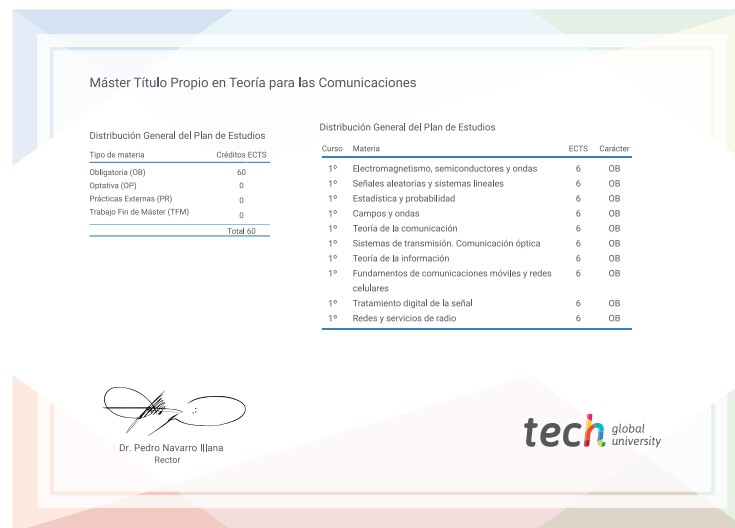 Máster Título Propio en Teoría para las Comunicaciones
Distribución General del Plan de Estudios
Tipo de materia Créditos ECTS
Obligatoria (OB) 60
Optativa (OP) 0
Prácticas Externas (PR) 0
Trabajo Fin de Máster (TFM) 0
Total 60
Distribución General del Plan de Estudios
Curso Materia ECTS Carácter
1º Electromagnetismo, semiconductores y ondas 6 OB
1º Señales aleatorias y sistemas lineales 6 OB
1º Estadística y probabilidad 6 OB
1º Campos y ondas 6 OB
1º Teoría de la comunicación 6 OB
1º Sistemas de transmisión. Comunicación óptica 6 OB
1º Teoría de la información 6 OB
1º Fundamentos de comunicaciones móviles y redes 6 OB
celulares
1º Tratamiento digital de la señal 6 OB
1º Redes y servicios de radio 6 OB
Dr. Pedro Navarro Illana
Rector
tech global
university